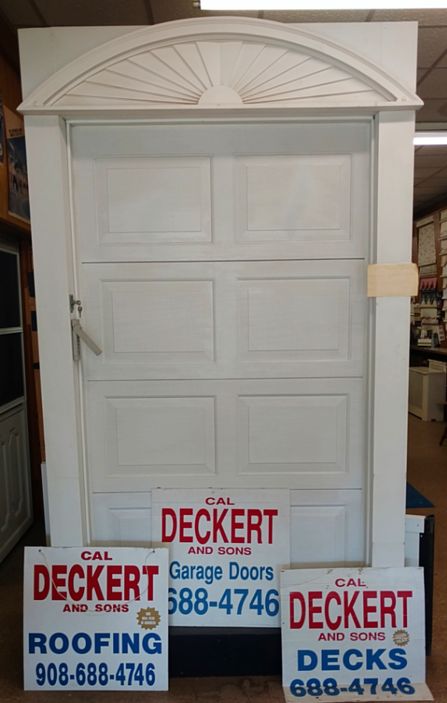 CAL
DECKERT
AND SONS
Garage Doors
688-4746
CAL
DECKERT
AND SONS
ROOFING
908-688-4746
CAL
DECKERT
AND SONS
DECKS
688-4746